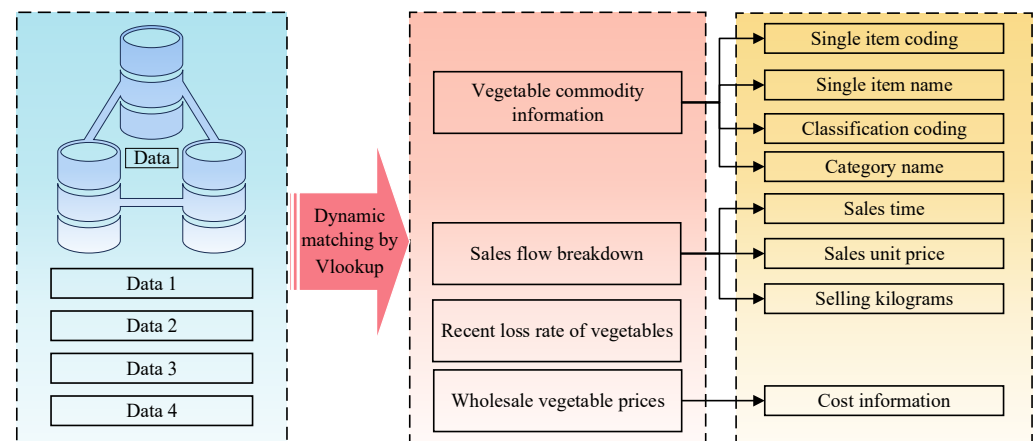 Data
Data 1
Data 2
Data 3
Data 4
Dynamic
matching by
Vlookup
Vegetable commodity
information
Sales flow breakdown
Recent loss rate of vegetables
Wholesale vegetable prices
Single item coding
Single item name
Classification coding
Category name
Sales time
Sales unit price
Selling kilograms
Cost information